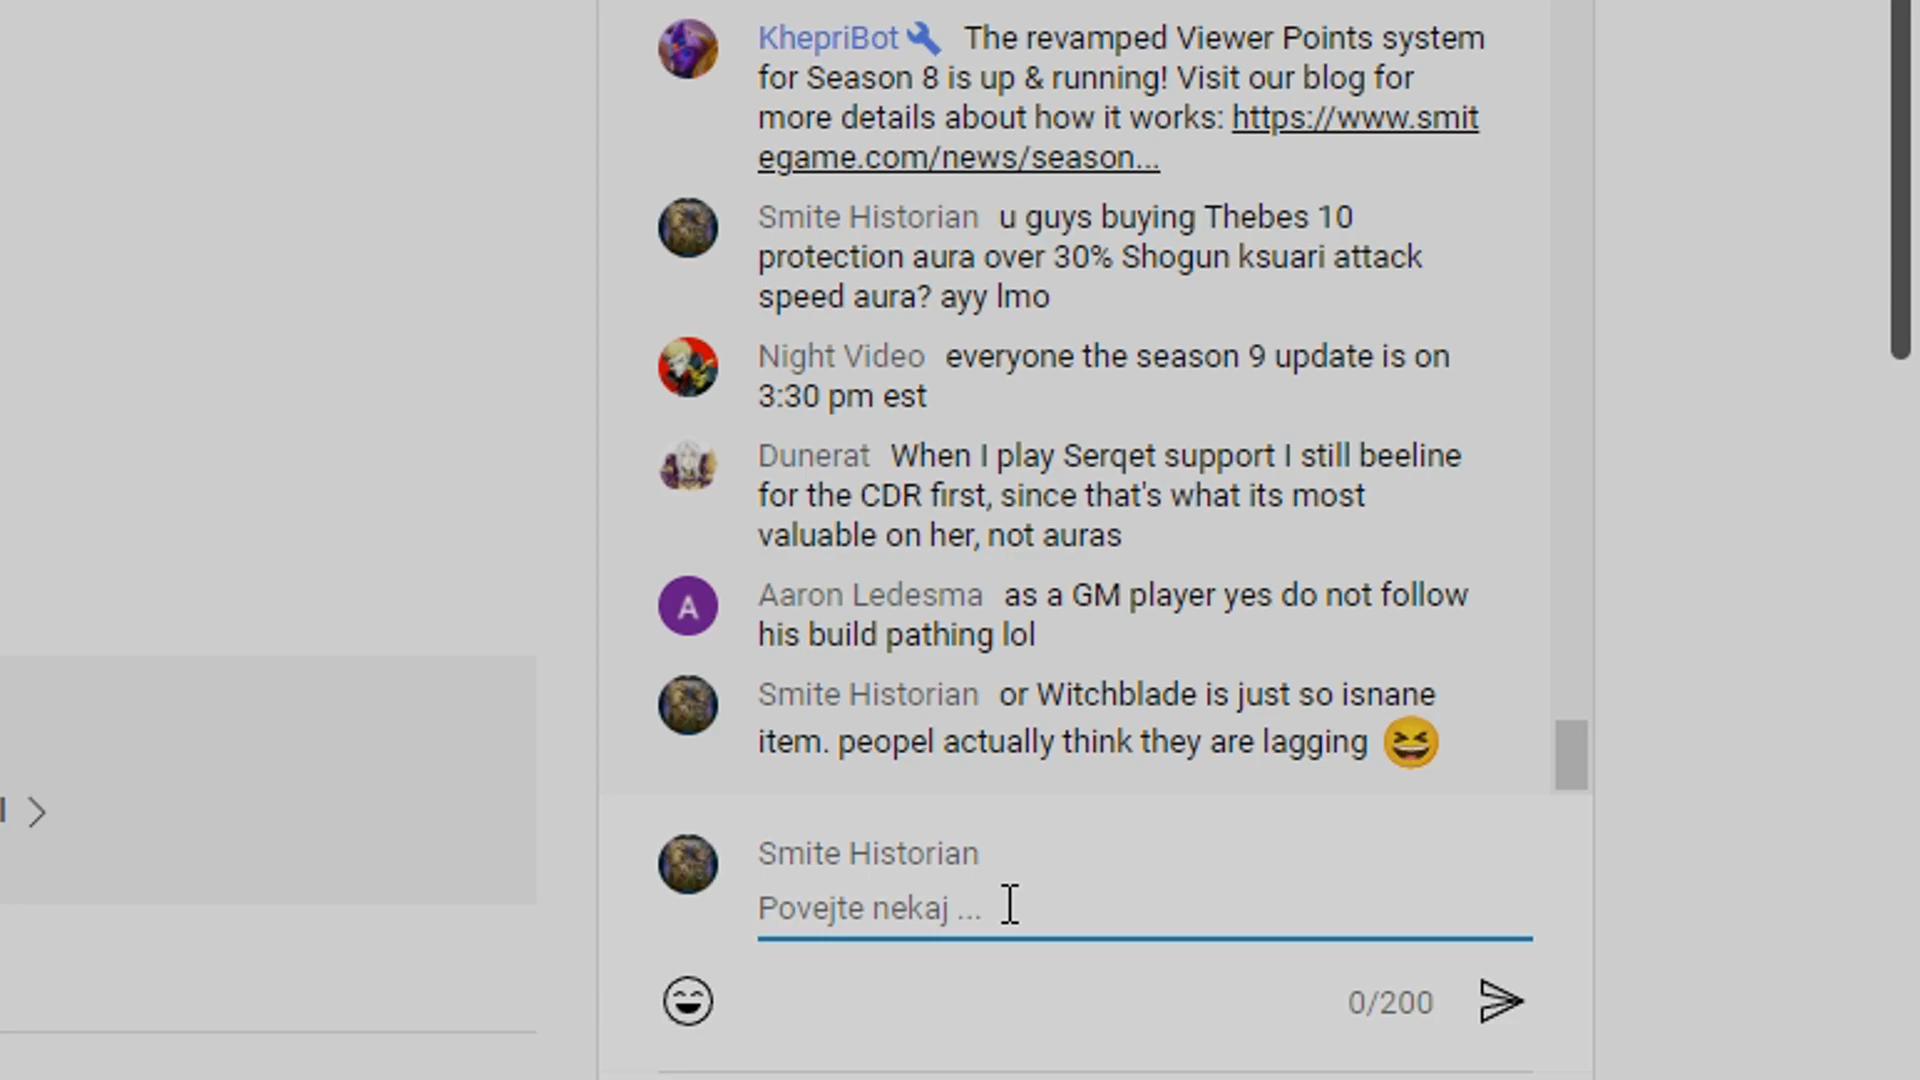 KhepriBot The revamped Viewer Points system
for Season 8 is up & running! Visit our blog for
more details about how it works: https://www.smit
egame.com/news/season...
Smite Historian u guys buying Thebes 10
protection aura over 30% Shogun ksuari attack
speed aura? ayy lmo
Night Video everyone the season 9 update is on
3:30 pm est
Dunerat When I play Serqet support I still beeline
for the CDR first, since that's what its most
valuable on her, not auras
A Aaron Ledesma as a GM player yes do not follow
his build pathing lol
Smite Historian or Witchblade is just so isnane
item. peopel actually think they are lagging 😆
Smite Historian
Povejte nekaj ...
0/200